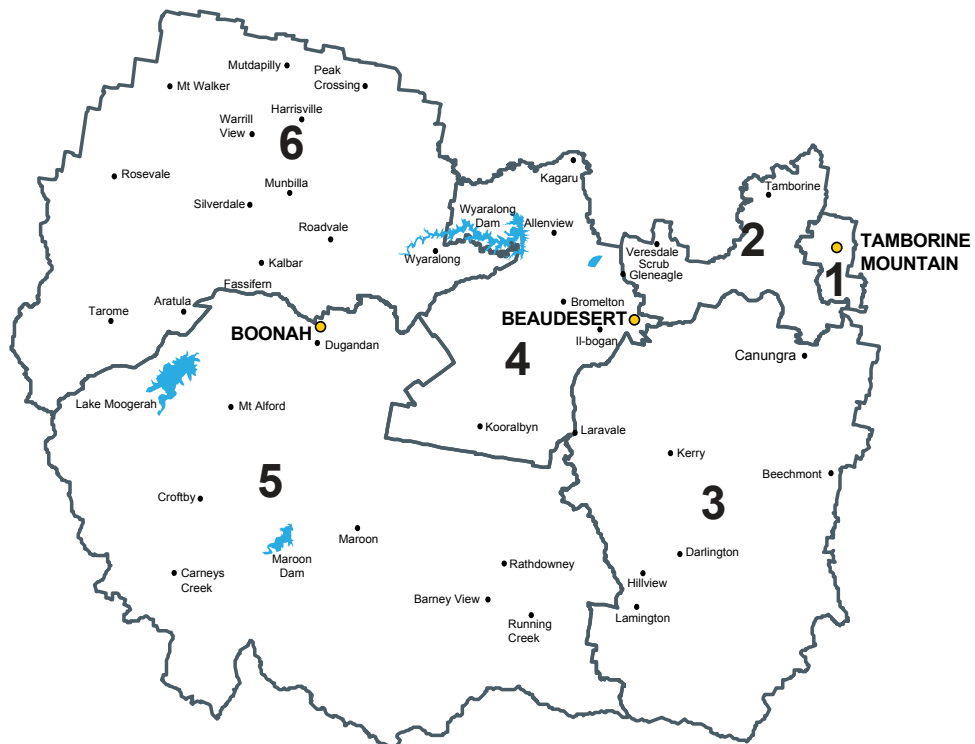 Mutdapilly
Peak
Crossing
Mt Walker
Harrisville
Warrill
View
6
Kagaru
Rosevale
Munbilla
Tamborine
Silverdale
Wyaralong
Dam
Allenview
Roadvale
2
TAMBORINE
MOUNTAIN
Veresdale
Scrub
Wyaralong
Kalbar
Gleneagle
1
Fassifern
Aratula
Bromelton
Tarome
BEAUDESERT
BOONAH
Dugandan
Il-bogan
4
Canungra
Lake Moogerah
Mt Alford
Kooralbyn
Laravale
Kerry
5
Beechmont
Croftby
3
Maroon
Darlington
Maroon
Dam
Rathdowney
Carneys
Creek
Hillview
Barney View
Lamington
Running
Creek